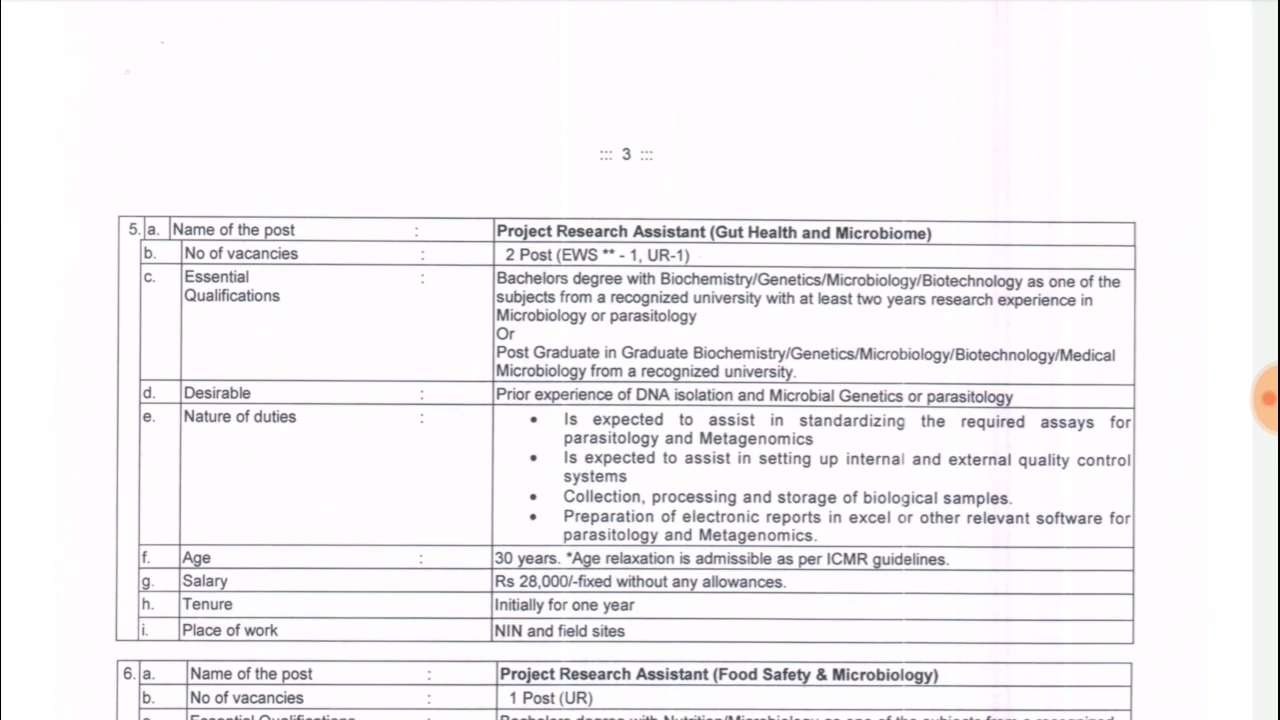 ::: 3 :::
5. a. Name of the post : Project Research Assistant (Gut Health and Microbiome)
b. No of vacancies : 2 Post (EWS ** - 1, UR-1)
c. Essential : Bachelors degree with Biochemistry/Genetics/Microbiology/Biotechnology as one of the
Qualifications subjects from a recognized university with at least two years research experience in
Microbiology or parasitology
Or
Post Graduate in Graduate Biochemistry/Genetics/Microbiology/Biotechnology/Medical
Microbiology from a recognized university.
d. Desirable : Prior experience of DNA isolation and Microbial Genetics or parasitology
e. Nature of duties : • Is expected to assist in standardizing the required assays for
parasitology and Metagenomics
• Is expected to assist in setting up internal and external quality control
systems
• Collection, processing and storage of biological samples.
• Preparation of electronic reports in excel or other relevant software for
parasitology and Metagenomics.
f. Age : 30 years. *Age relaxation is admissible as per ICMR guidelines.
g. Salary Rs 28,000/-fixed without any allowances.
h. Tenure Initially for one year
i. Place of work NIN and field sites
6. a. Name of the post : Project Research Assistant (Food Safety & Microbiology)
b. No of vacancies : 1 Post (UR)